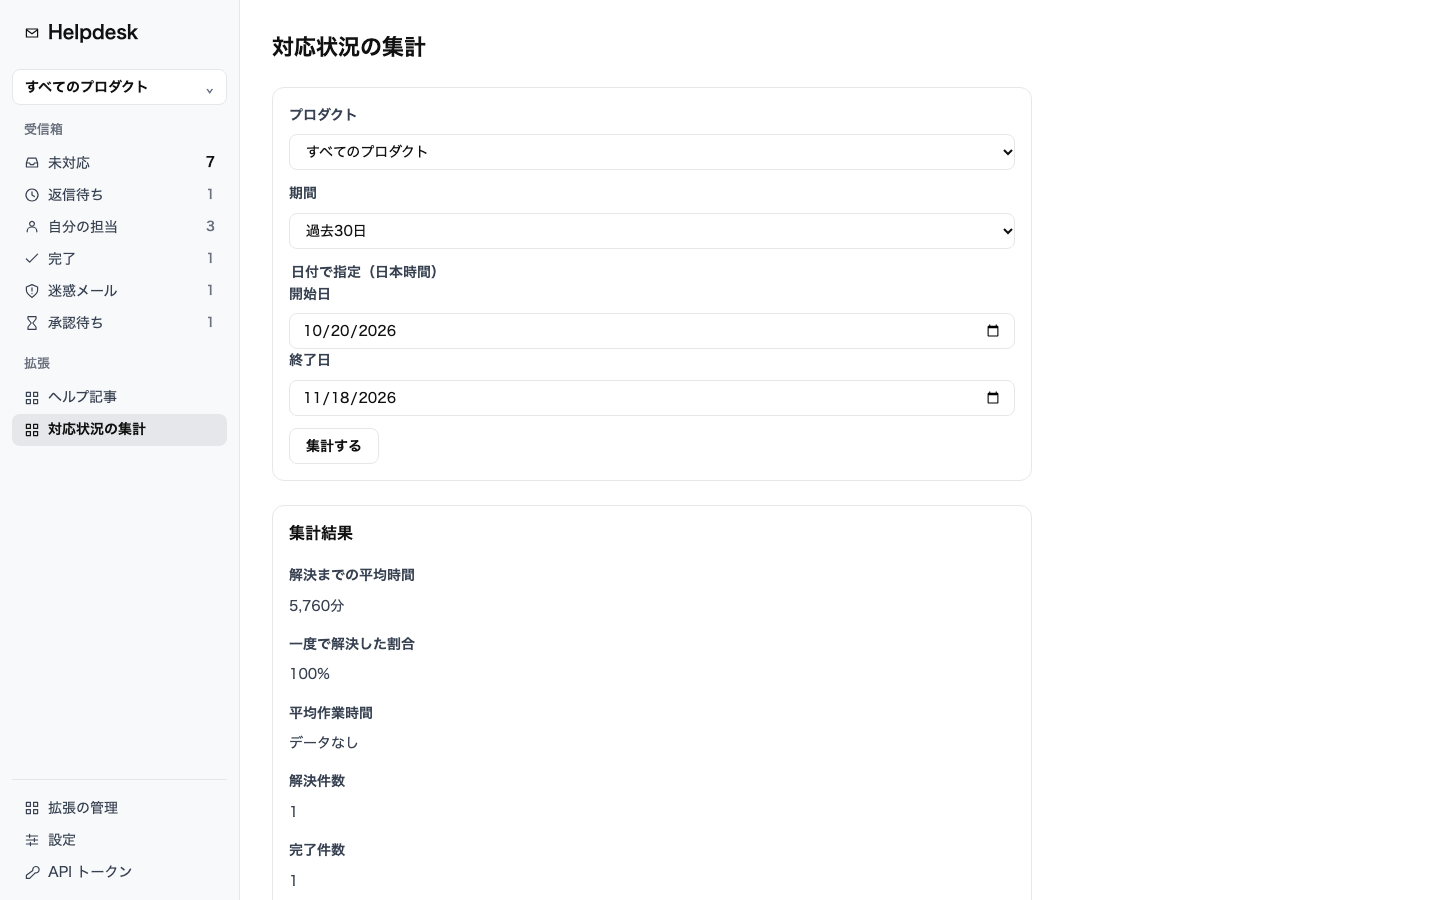 Helpdesk
すべてのプロダクト
受信箱
未対応 7
返信待ち 1
自分の担当 3
完了 1
迷惑メール 1
承認待ち 1
拡張
ヘルプ記事
対応状況の集計
拡張の管理
設定
API トークン
対応状況の集計
プロダクト
すべてのプロダクト
期間
過去30日
日付で指定（日本時間）
開始日
10/20/2026
終了日
11/18/2026
集計する
集計結果
解決までの平均時間
5,760分
一度で解決した割合
100%
平均作業時間
データなし
解決件数
1
完了件数
1